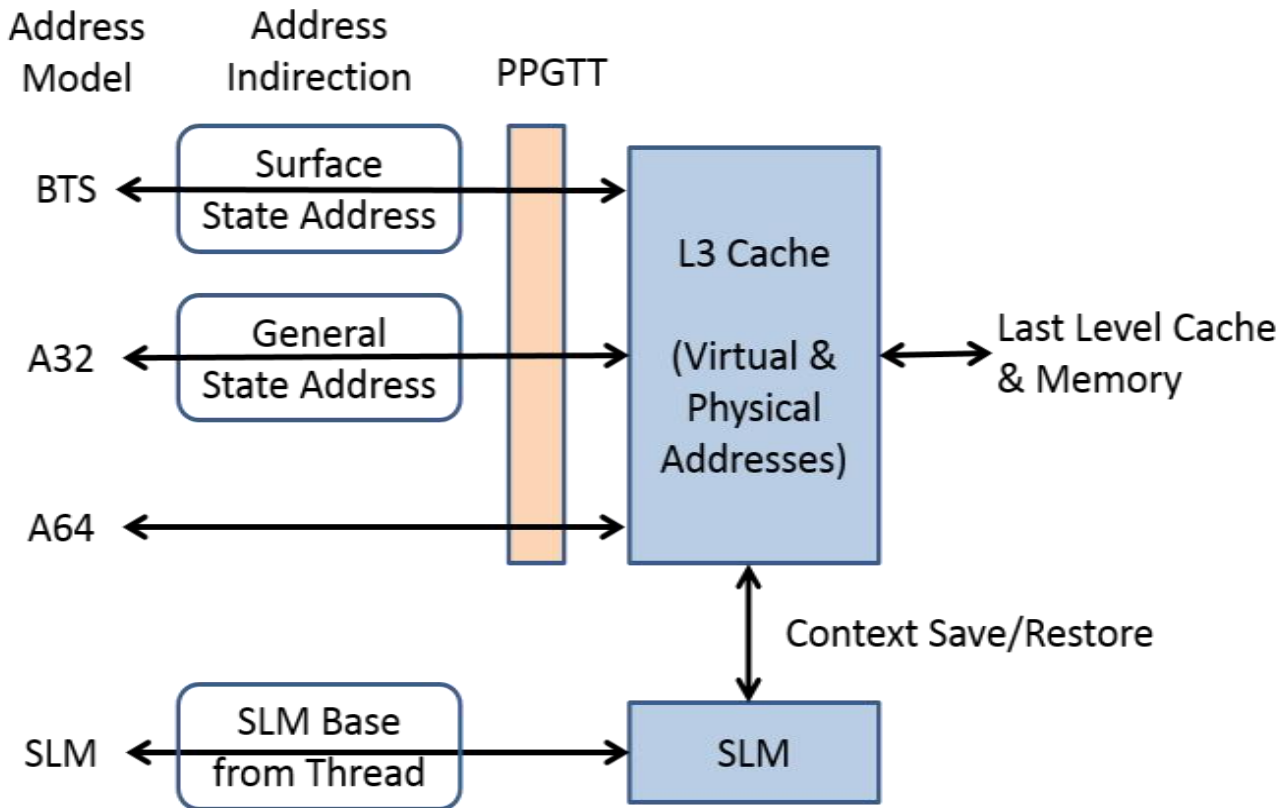 Address
Model
Address
Indirection
PPGTT
BTS
Surface
State Address
A32
General
State Address
A64
L3 Cache
(Virtual &
Physical
Addresses)
Last Level Cache
& Memory
Context Save/Restore
SLM
SLM Base
from Thread
SLM